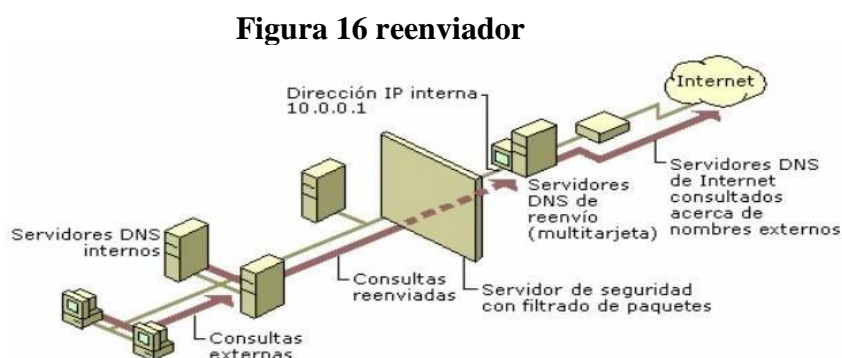 Figura 16 reenviador
Internet
Dirección IP interna
10.0.0.1
Servidores DNS
de Internet
consultados
acerca de
nombres externos
Servidores
DNS de
reenvío
(multitarjeta)
Servidores DNS
internos
Consultas
reenviadas
Servidor de seguridad
con filtrado de paquetes
Consultas
externas